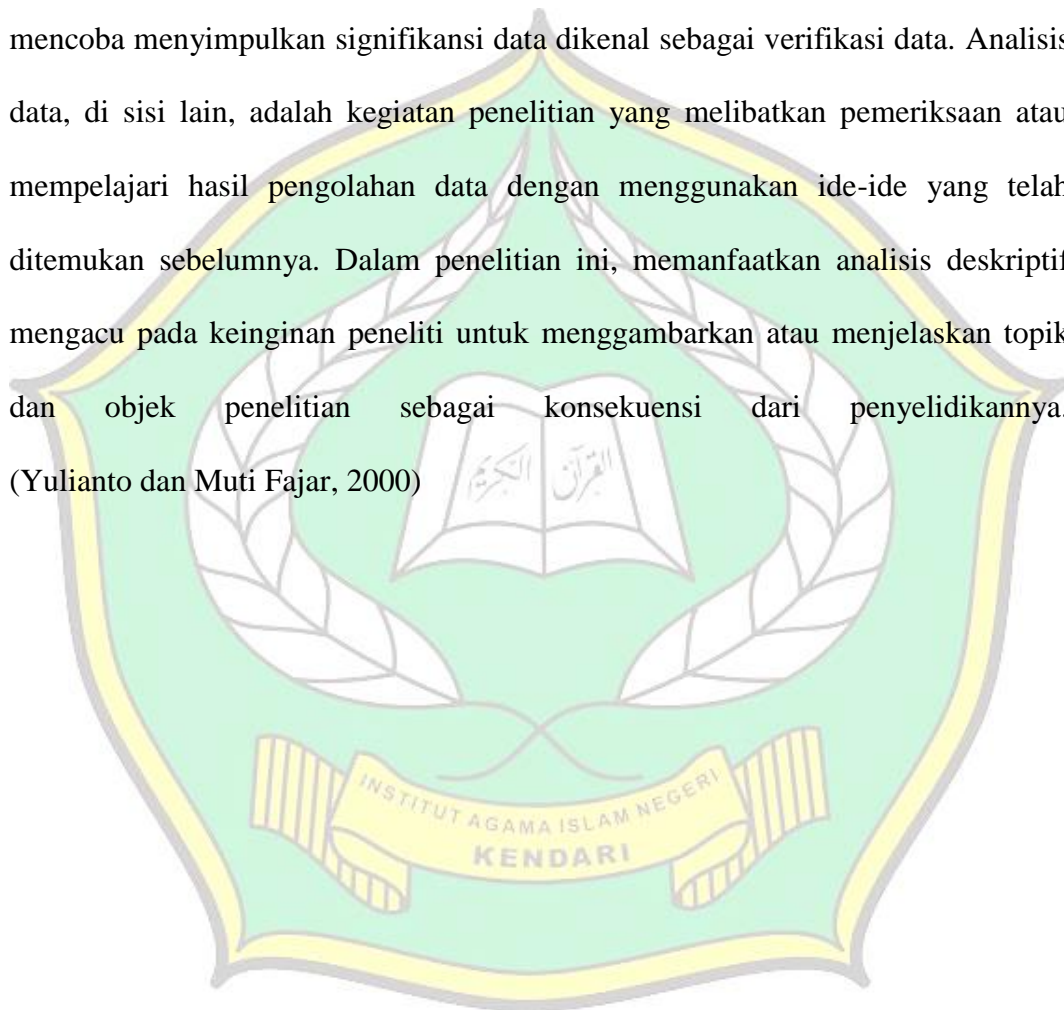 mencoba menyimpulkan signifikansi data dikenal sebagai verifikasi data. Analisis
data, di sisi lain, adalah kegiatan penelitian yang melibatkan pemeriksaan atau
mempelajari hasil pengolahan data dengan menggunakan ide-ide yang telah
ditemukan sebelumnya. Dalam penelitian ini, memanfaatkan analisis deskriptif
mengacu pada keinginan peneliti untuk menggambarkan atau menjelaskan topik
dan objek penelitian sebagai konsekuensi dari penyelidikannya.
(Yulianto dan Muti Fajar, 2000)
القرآن الكريم
INSTITUT AGAMA ISLAM NEGERI
KENDARI